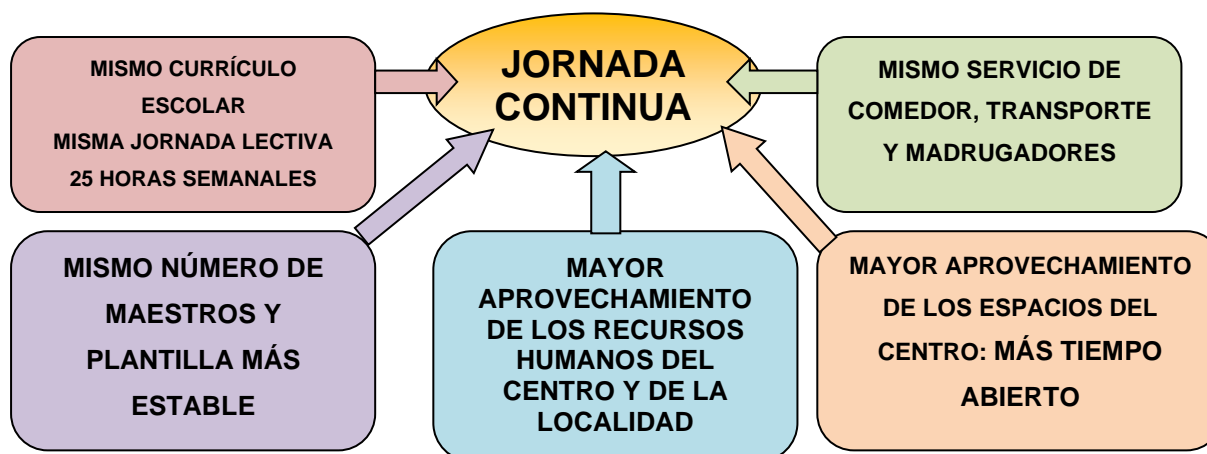 JORNADA
CONTINUA
MISMO CURRÍCULO
ESCOLAR
MISMA JORNADA LECTIVA
25 HORAS SEMANALES
MISMO SERVICIO DE
COMEDOR, TRANSPORTE
Y MADRUGADORES
MISMO NÚMERO DE
MAESTROS Y
PLANTILLA MÁS
ESTABLE
MAYOR
APROVECHAMIENTO
DE LOS RECURSOS
HUMANOS DEL
CENTRO Y DE LA
LOCALIDAD
MAYOR APROVECHAMIENTO
DE LOS ESPACIOS DEL
CENTRO: MÁS TIEMPO
ABIERTO